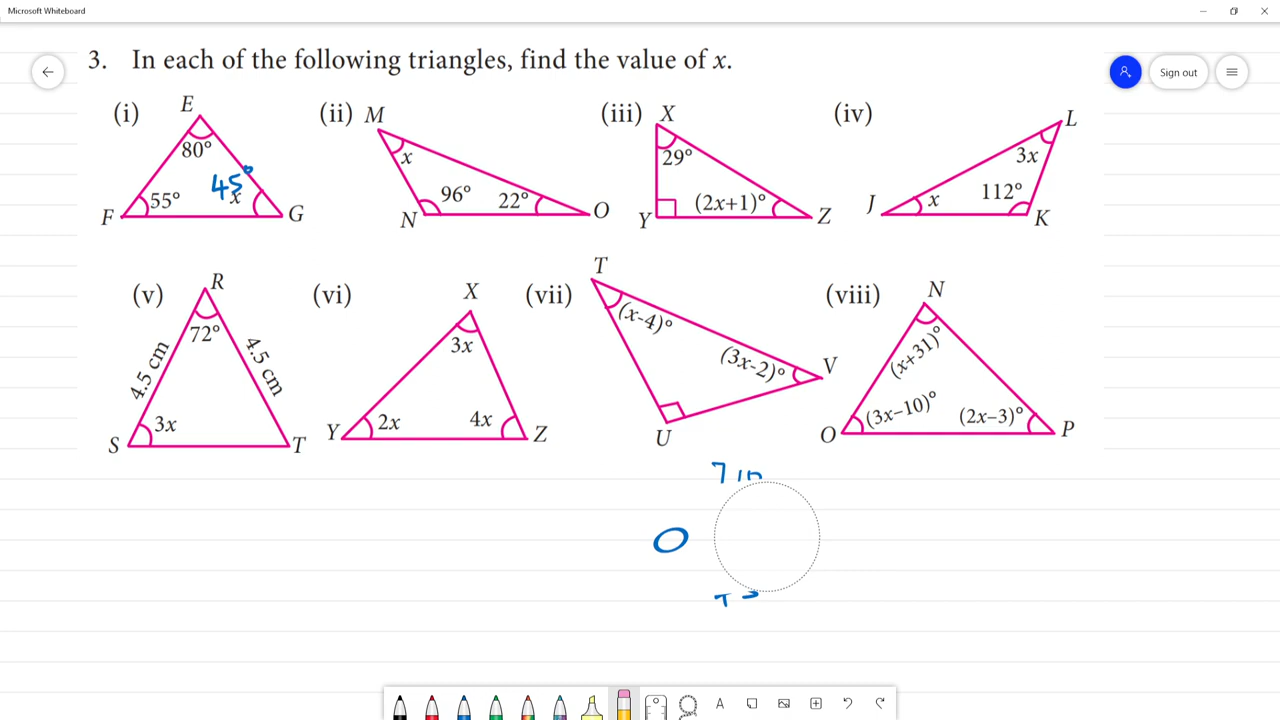 Microsoft Whiteboard
3. In each of the following triangles, find the value of x.
Sign out
(i) E 80° 55° 45° x F G
(ii) M x 96° 22° N O
(iii) X 29° (2x+1)° Y Z
(iv) L 3x 112° x J K
(v) R 72° 4.5 cm 4.5 cm 3x S T
(vi) X 3x 2x 4x Y Z
(vii) T (x-4)° (3x-2)° V U
(viii) N (x+31)° (3x–10)° (2x–3)° O P
A